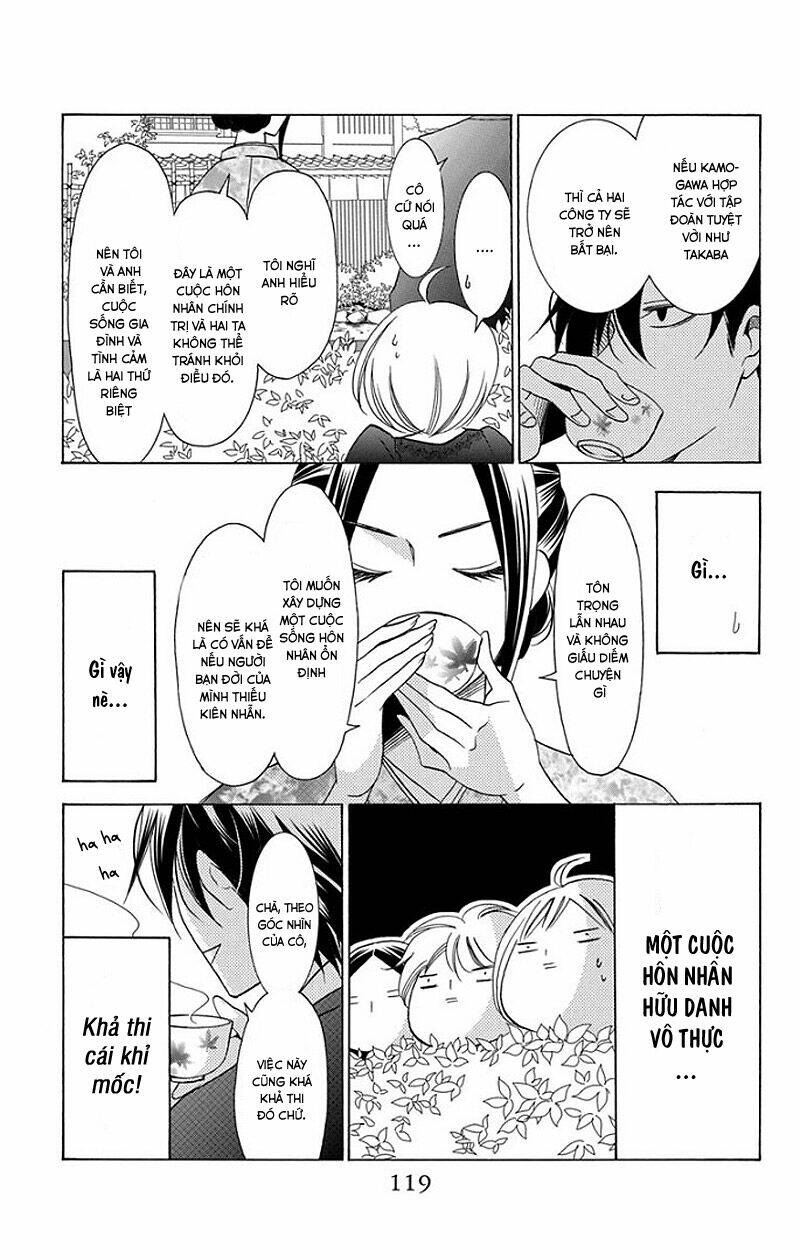 NẾU KAMO-
GAWA HỢP
TÁC VỚI TẬP
ĐOÀN TUYỆT
VỜI NHƯ
TAKABA
THÌ CẢ HAI
CÔNG TY SẼ
TRỞ NÊN
BẤT BẠI.
....
CÔ
CỨ NÓI
QUÁ
...
TÔI NGHĨ
ANH HIỂU
RÕ
ĐÂY LÀ MỘT
CUỘC HÔN
NHÂN CHÍNH
TRỊ VÀ HAI TA
KHÔNG THỂ
TRÁNH KHỎI
ĐIỀU ĐÓ.
NÊN TÔI
VÀ ANH
CẦN BIẾT,
CUỘC
SỐNG GIA
ĐÌNH VÀ
TÌNH CẢM
LÀ HAI THỨ
RIÊNG
BIỆT
GÌ...
TÔN
TRỌNG
LẪN NHAU
VÀ KHÔNG
GIẤU DIẾM
CHUYỆN
GÌ
TÔI MUỐN
XÂY DỰNG
MỘT CUỘC
SỐNG HÔN
NHÂN ỔN
ĐỊNH
NÊN SẼ KHÁ
LÀ CÓ VẤN ĐỀ
NẾU NGƯỜI
BẠN ĐỜI CỦA
MÌNH THIẾU
KIÊN NHẪN.
Gì vậy
nè...
MỘT CUỘC
HÔN NHÂN
HỮU DANH
VÔ THỰC
...
CHẢ, THEO
GÓC NHÌN
CỦA CÔ,
VIỆC NÀY
CŨNG KHÁ
KHẢ THI
ĐÓ CHỨ.
ha ha
ha
Khả thi
cái khỉ
mốc!
119